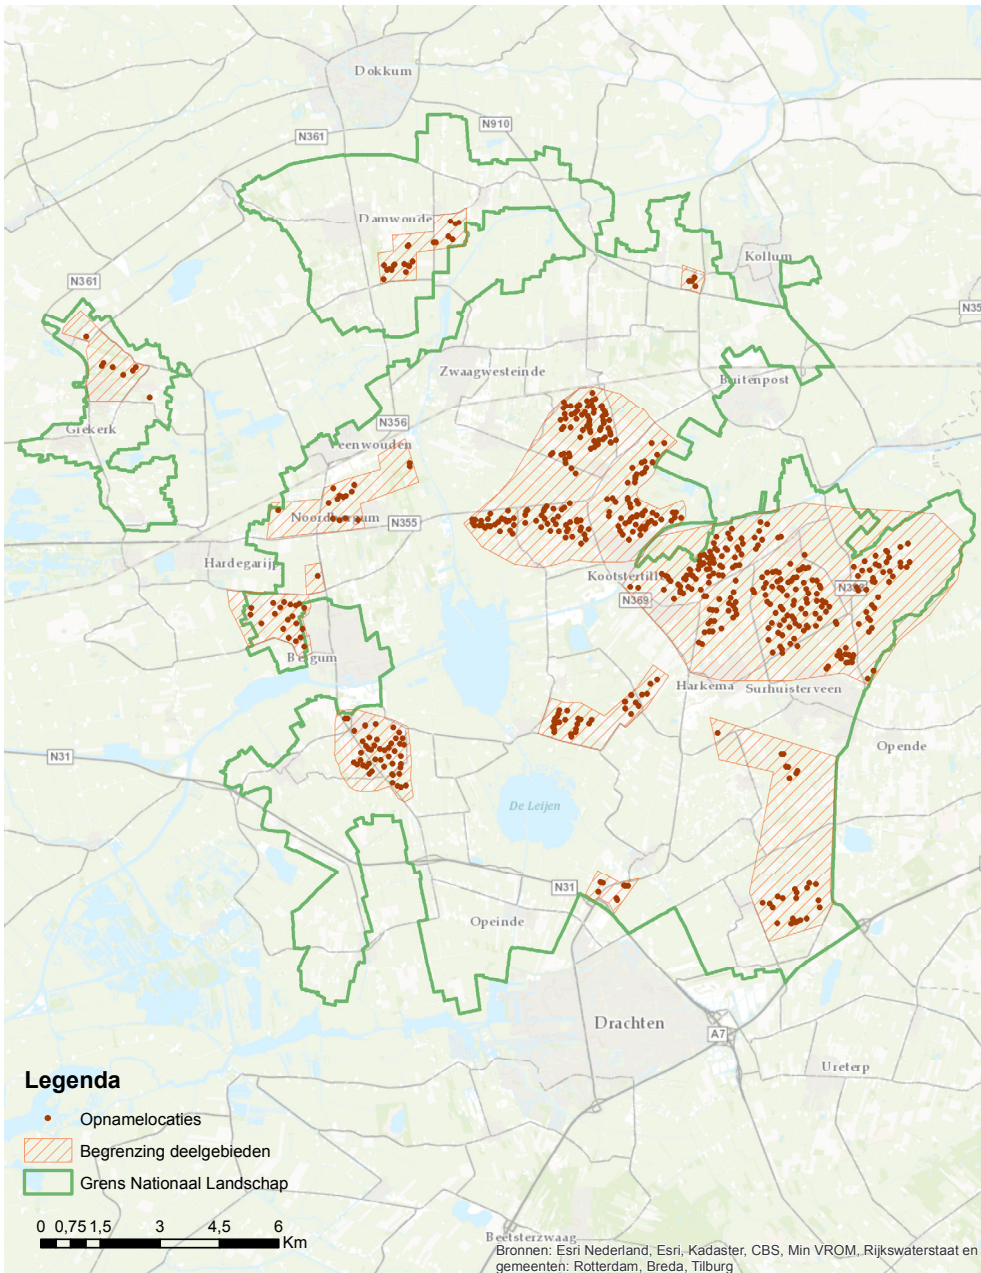 Dokkum
N361
N910
Damwoude
Kollum
N361
Zwaagwesteinde
Buitenpost
Giekerk
N356
Veenwouden
Noordbergum
N355
Hardegarijp
Kootstertille
N369
Bergum
Harkema
Surhuisterveen
Opende
N31
De Leijen
N31
Opeinde
Drachten
A7
Ureterp
Legenda
Opnamelocaties
Begrenzing deelgebieden
Grens Nationaal Landschap
0 0,75 1,5 3 4,5 6
Km
Beetsterzwaag
Bronnen: Esri Nederland, Esri, Kadaster, CBS, Min VROM, Rijkswaterstaat en
gemeenten: Rotterdam, Breda, Tilburg